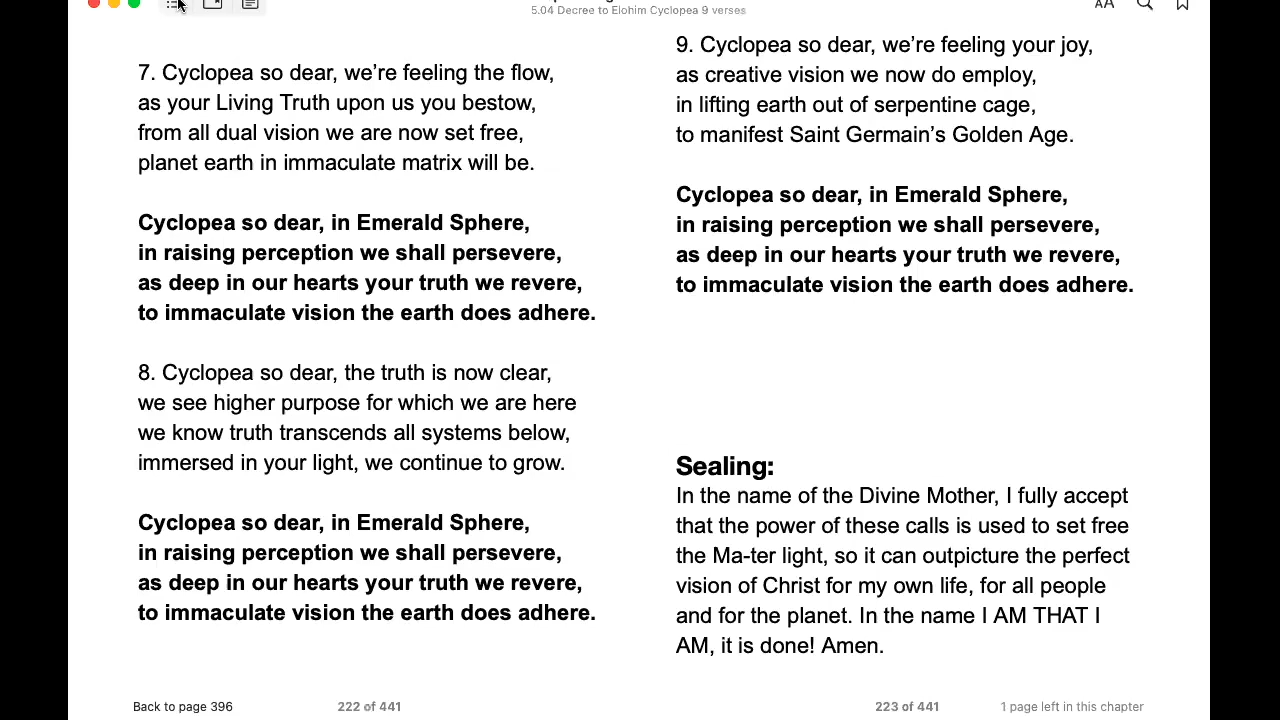 5.04 Decree to Elohim Cyclopea 9 verses
AA
7. Cyclopea so dear, we’re feeling the flow,
as your Living Truth upon us you bestow,
from all dual vision we are now set free,
planet earth in immaculate matrix will be.
Cyclopea so dear, in Emerald Sphere,
in raising perception we shall persevere,
as deep in our hearts your truth we revere,
to immaculate vision the earth does adhere.
8. Cyclopea so dear, the truth is now clear,
we see higher purpose for which we are here
we know truth transcends all systems below,
immersed in your light, we continue to grow.
Cyclopea so dear, in Emerald Sphere,
in raising perception we shall persevere,
as deep in our hearts your truth we revere,
to immaculate vision the earth does adhere.
9. Cyclopea so dear, we’re feeling your joy,
as creative vision we now do employ,
in lifting earth out of serpentine cage,
to manifest Saint Germain’s Golden Age.
Cyclopea so dear, in Emerald Sphere,
in raising perception we shall persevere,
as deep in our hearts your truth we revere,
to immaculate vision the earth does adhere.
Sealing:
In the name of the Divine Mother, I fully accept
that the power of these calls is used to set free
the Ma-ter light, so it can outpicture the perfect
vision of Christ for my own life, for all people
and for the planet. In the name I AM THAT I
AM, it is done! Amen.
Back to page 396
222 of 441
223 of 441
1 page left in this chapter